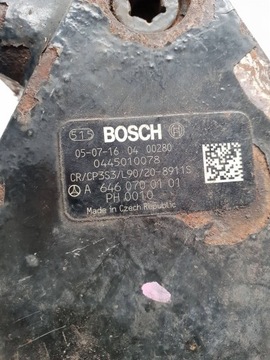 515 BOSCH
05-07-16 04 00280
0445010078
CR/CP3S3/L90/20-8911S
A 646 070 01 01
PH 0010
Made in Czech Republic